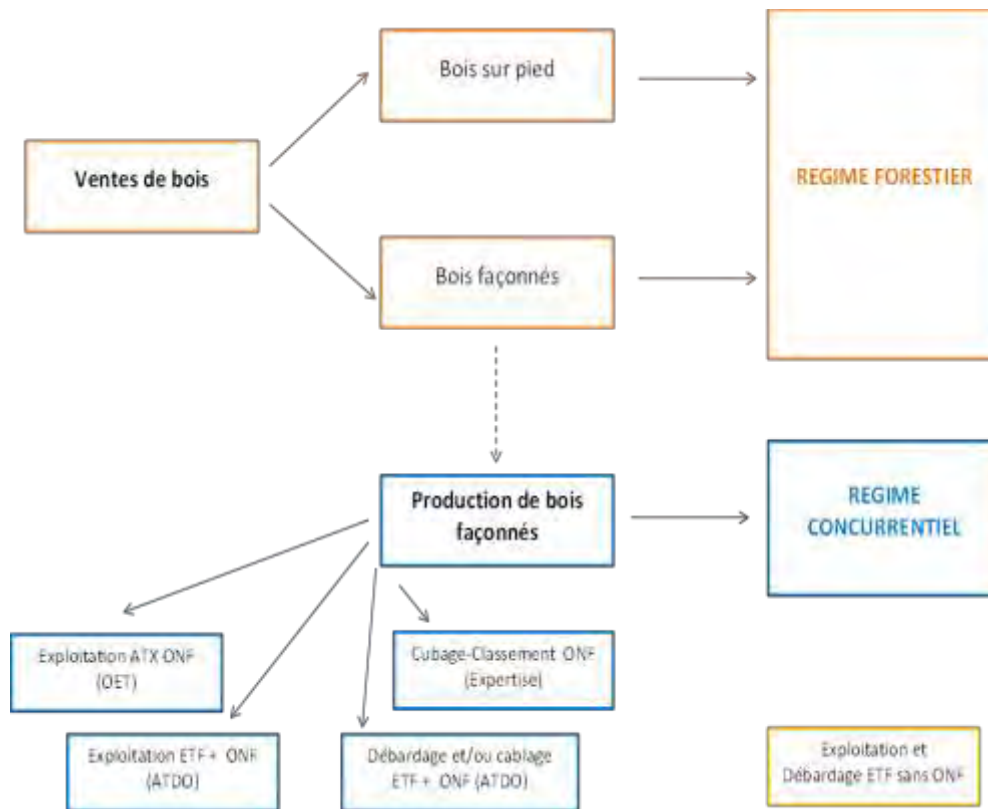 Bois sur pied
Ventes de bois
REGIME FORESTIER
Bois façonnés
Production de bois
façonnés
REGIME
CONCURRENTIEL
Exploitation ATX-ONF
(OET)
Cubage-Classement ONF
(Expertise)
Exploitation ETF + ONF
(ATDO)
Débardage et/ou cablage
ETF + ONF (ATDO)
Exploitation et
Débardage ETF sans ONF